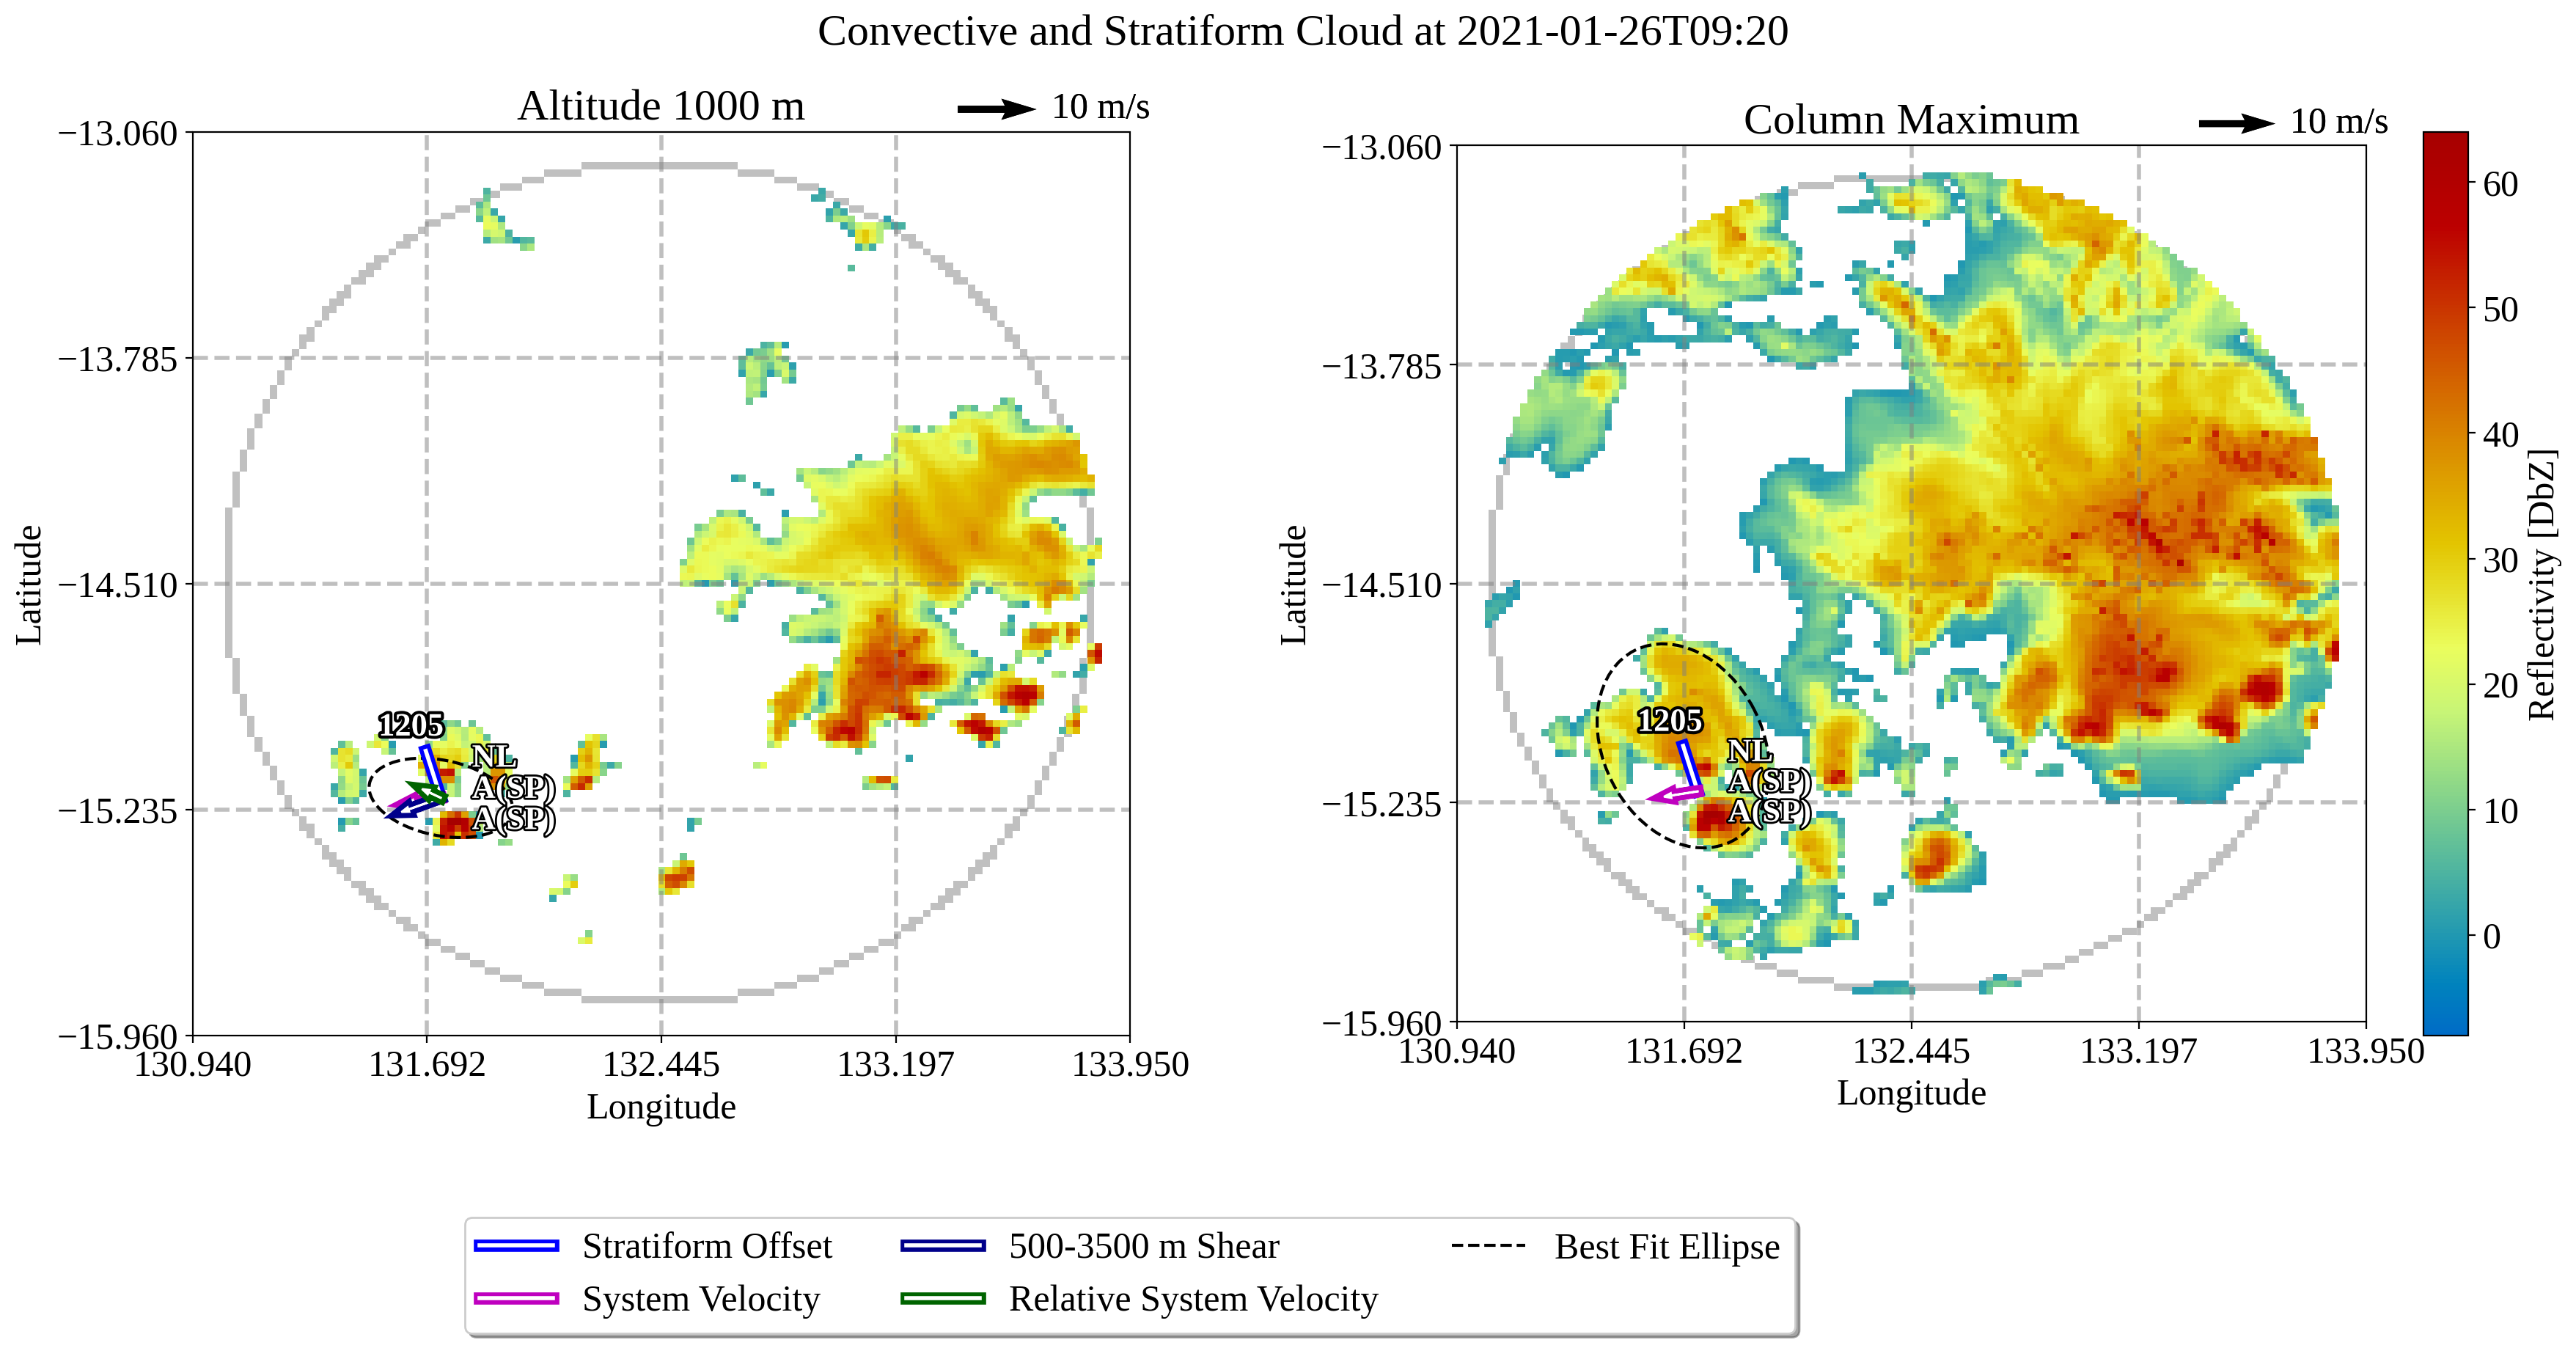 Convective and Stratiform Cloud at 2021-01-26T09:20
Altitude 1000 m
10 m/s
−13.060
−13.785
−14.510
−15.235
−15.960
130.940
131.692
132.445
133.197
133.950
Latitude
Longitude
1205
NL
A(SP)
A(SP)
Column Maximum
10 m/s
−13.060
−13.785
−14.510
−15.235
−15.960
130.940
131.692
132.445
133.197
133.950
Latitude
Longitude
1205
NL
A(SP)
A(SP)
60
50
40
30
20
10
0
Reflectivity [DbZ]
Stratiform Offset
System Velocity
500-3500 m Shear
Relative System Velocity
Best Fit Ellipse